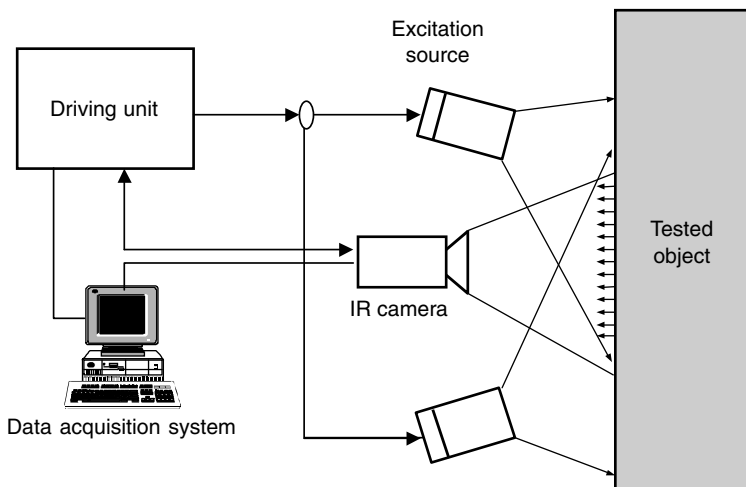 Excitation
source
Driving unit
Tested
object
IR camera
Data acquisition system